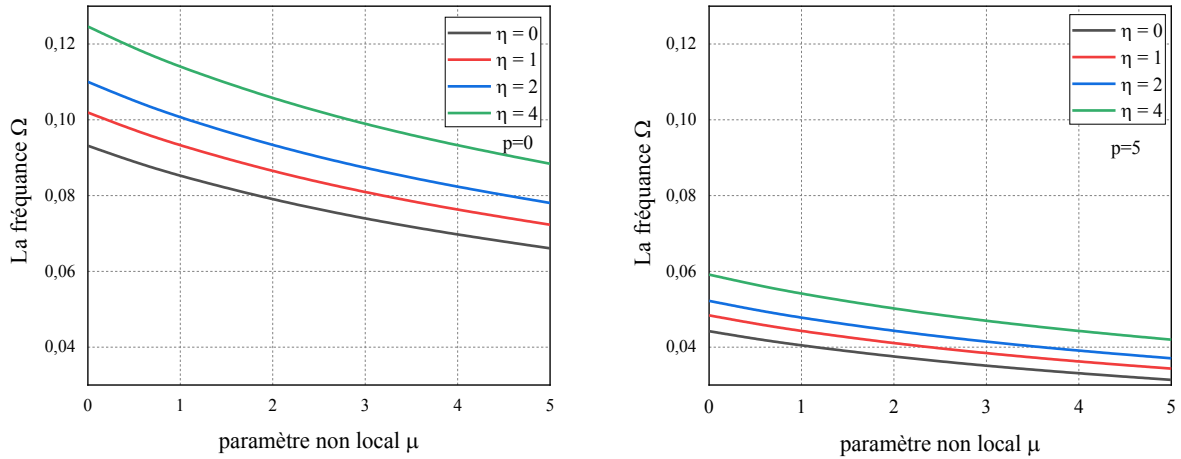 La fréquance Ω
0,12
0,10
0,08
0,06
0,04
η = 0
η = 1
η = 2
η = 4
p=0
0 1 2 3 4 5
paramètre non local μ
La fréquance Ω
0,12
0,10
0,08
0,06
0,04
η = 0
η = 1
η = 2
η = 4
p=5
0 1 2 3 4 5
paramètre non local μ